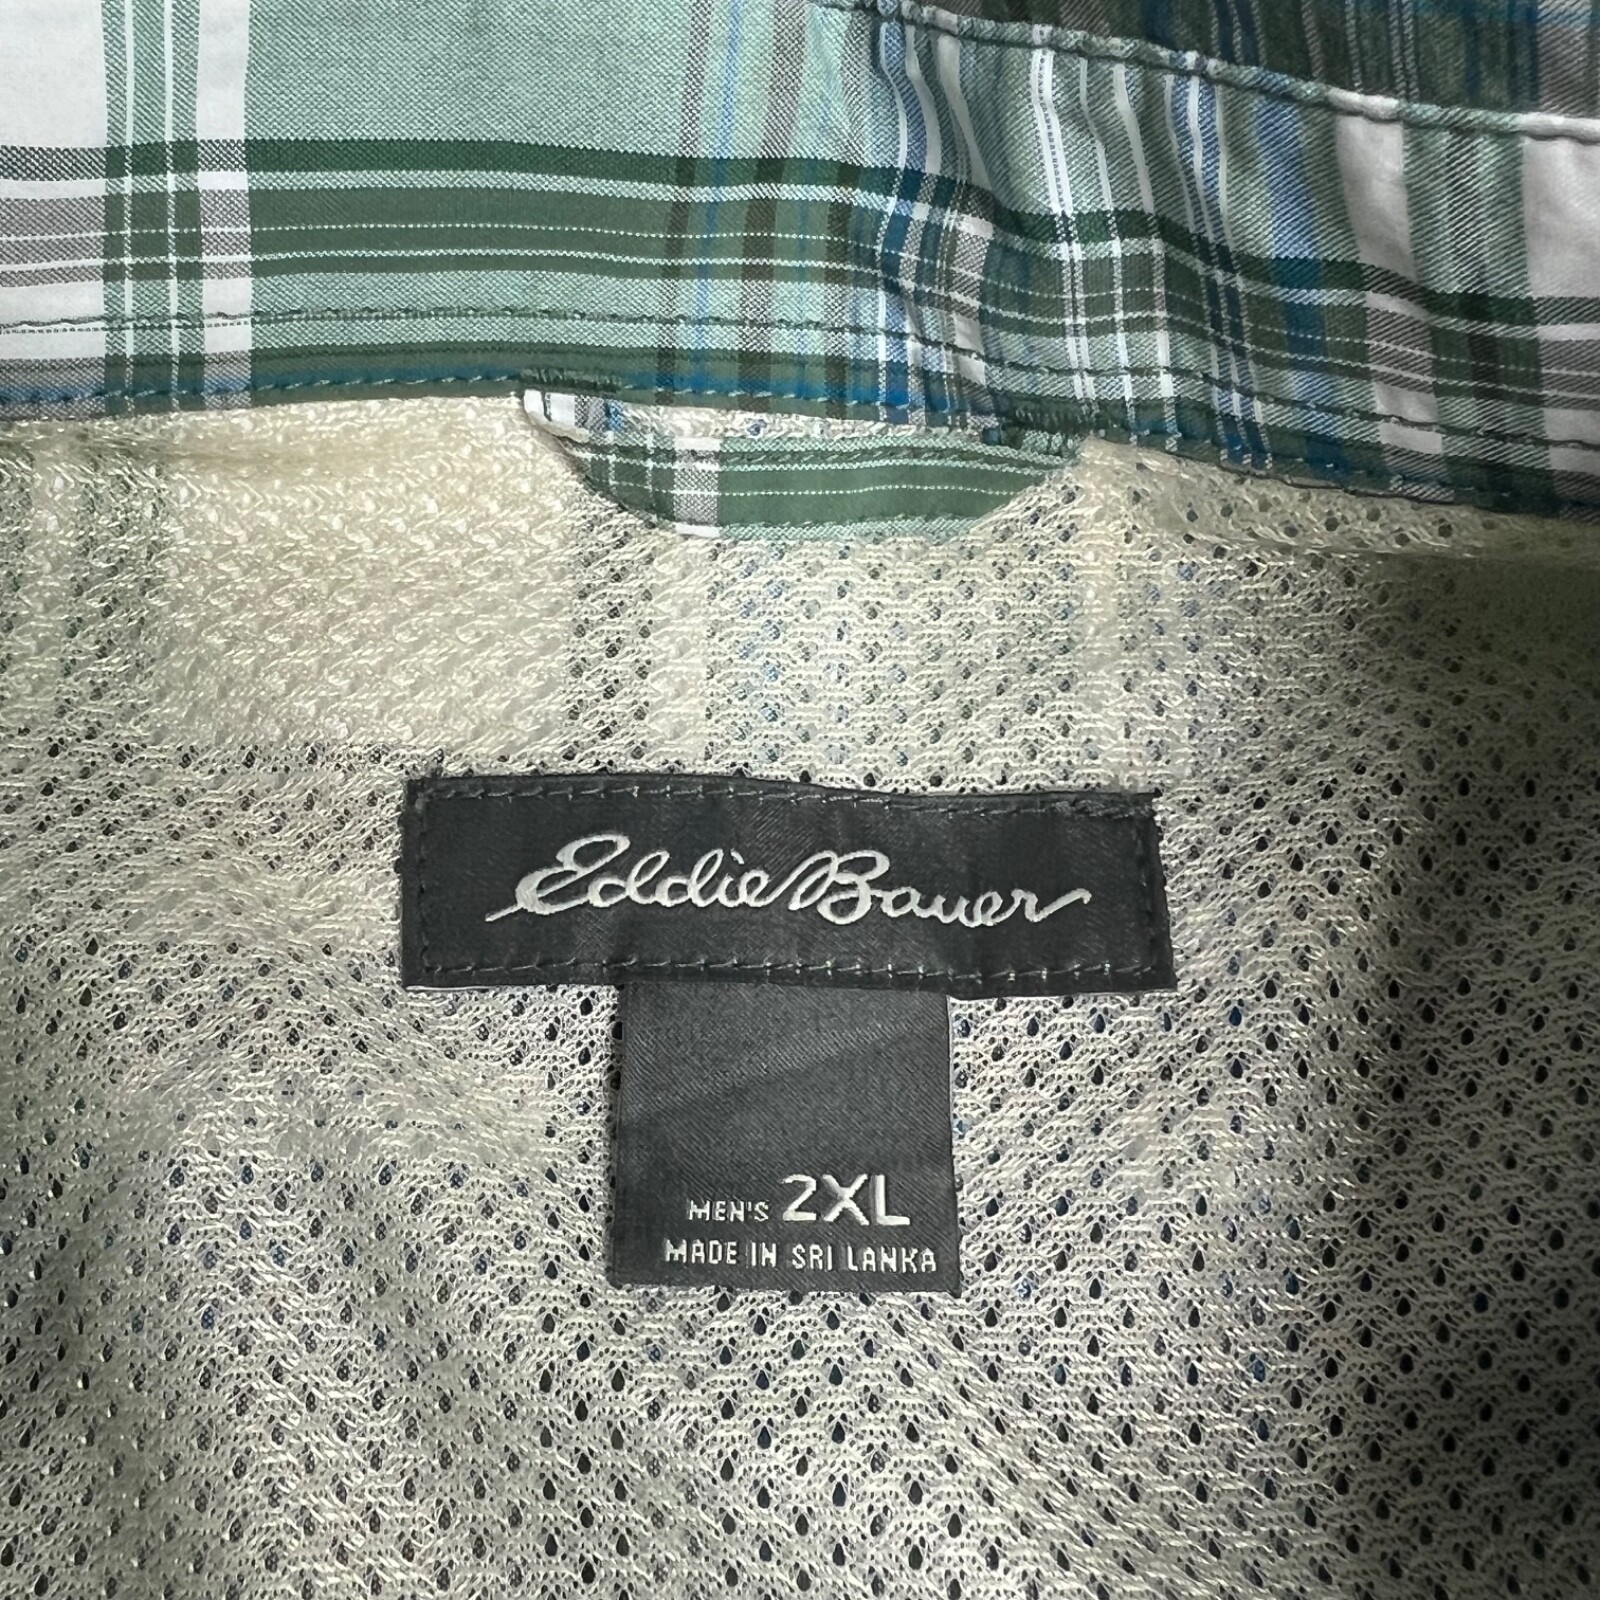 Eddie Bauer
MEN'S 2XL
MADE IN SRI LANKA